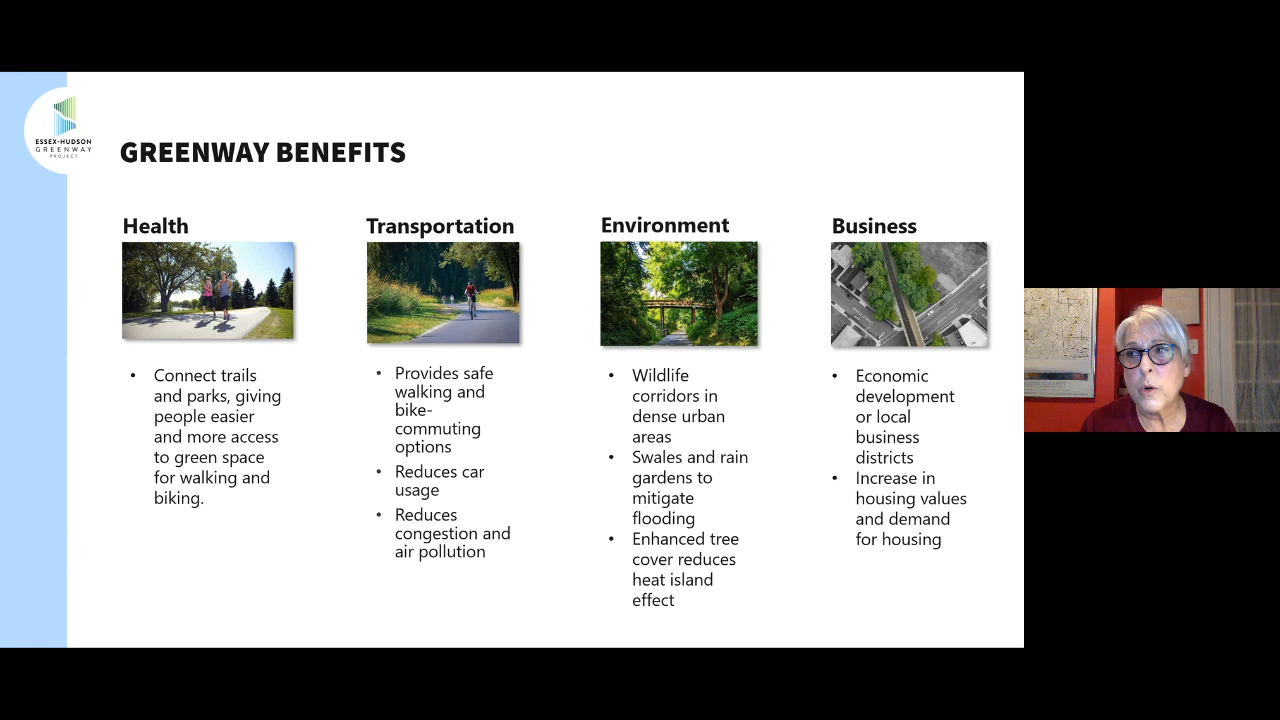 ESSEX-HUDSON
GREENWAY
PROJECT
GREENWAY BENEFITS
Health
Connect trails
and parks, giving
people easier
and more access
to green space
for walking and
biking.
Transportation
Provides safe
walking and
bike-
commuting
options
Reduces car
usage
Reduces
congestion and
air pollution
Environment
Wildlife
corridors in
dense urban
areas
Swales and rain
gardens to
mitigate
flooding
Enhanced tree
cover reduces
heat island
effect
Business
Economic
development
or local
business
districts
Increase in
housing values
and demand
for housing